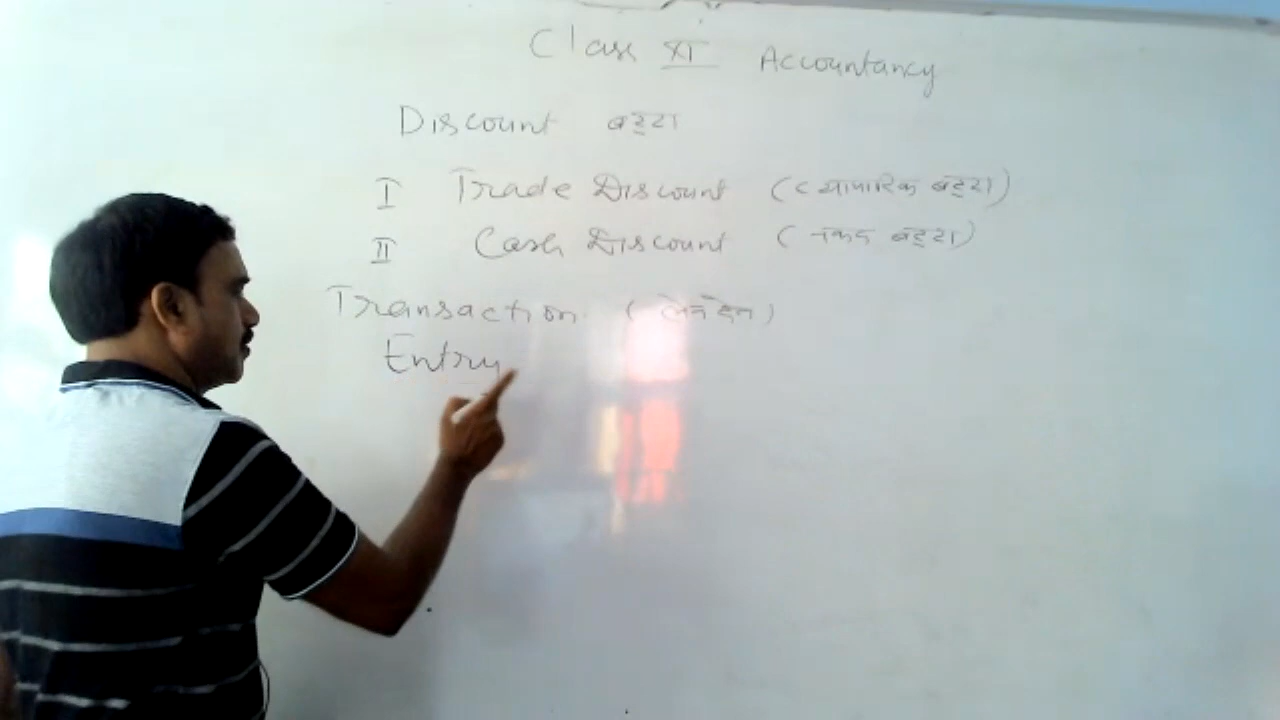 Class XI Accountancy
Discount बट्टा
I Trade Discount (व्यापारिक बट्टा)
II Cash Discount (नकद बट्टा)
Transaction (लेनदेन)
Entry